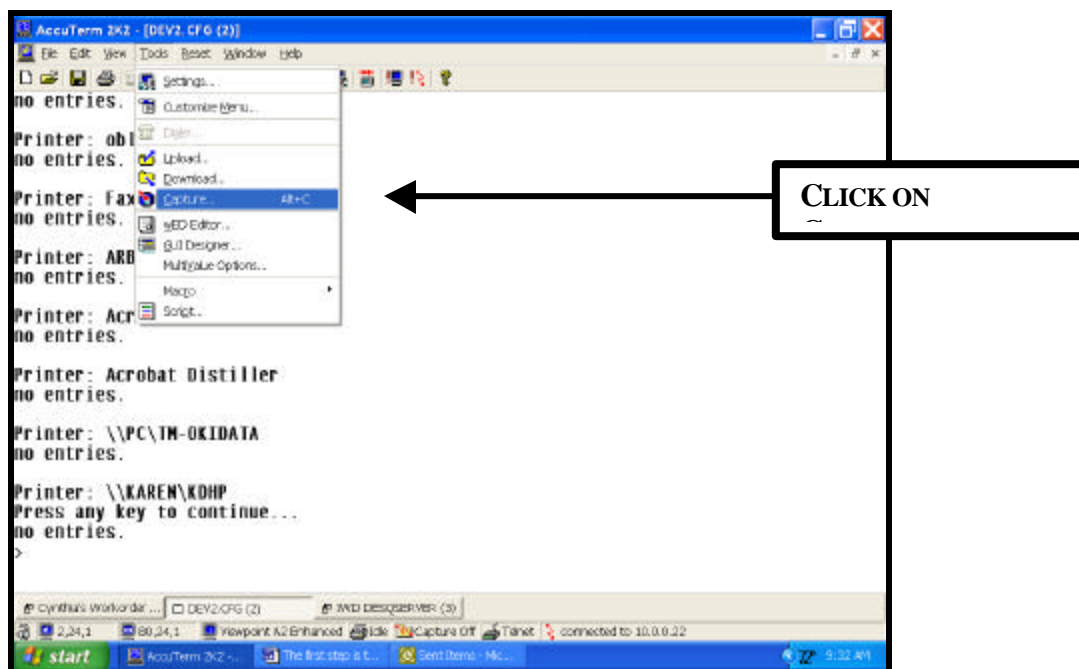 AccuTerm 2K2 - [DEV2.CFG (2)]
File Edit View Tools Reset Window Help
no entries.
Settings...
Customize Menu...
Printer: obl
Dialer...
no entries.
Upload...
Download...
Printer: Fax
Capture... Alt+C
no entries.
wED Editor...
GUI Designer...
Printer: ARB
MultiValue Options...
no entries.
Macro
Printer: Acr
Script...
no entries.
Printer: Acrobat Distiller
no entries.
Printer: \\PC\TM-OKIDATA
no entries.
Printer: \\KAREN\KDHP
Press any key to continue...
no entries.
>
CLICK ON
Cynthia's Workorder ... DEV2.CFG (2) DESQSERVER (3)
2,24,1 80,24,1 Viewpoint A2 Enhanced Idle Capture Off Telnet connected to 10.0.0.22
start AccuTerm 2K2 -... The first step is t... Sent Items - Mic... 9:32 AM